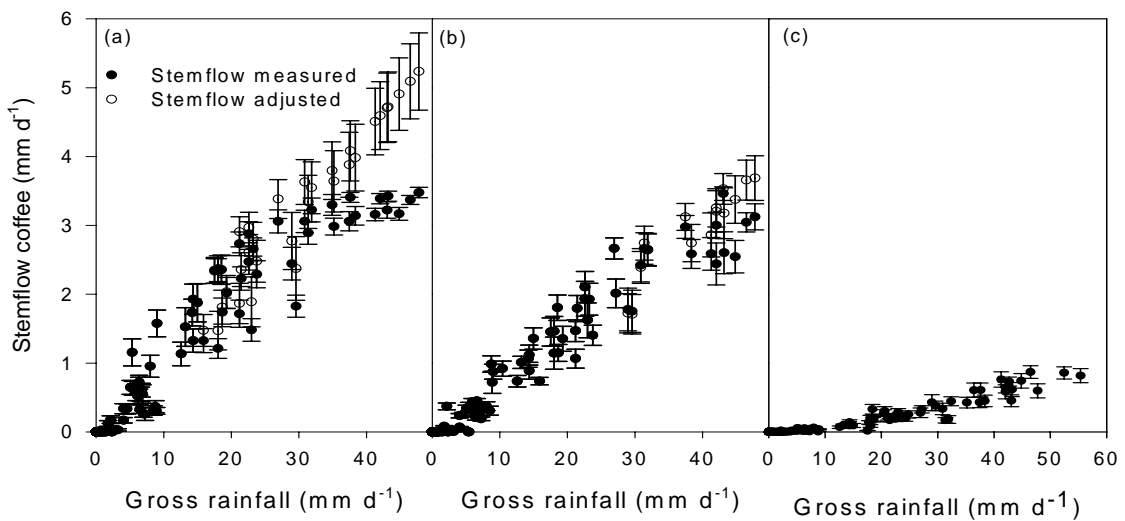 6
(a)
(b)
(c)
Stemflow measured
Stemflow adjusted
5
4
3
2
1
0
Stemflow coffee (mm d⁻¹)
0 10 20 30 40 0 10 20 30 40 0 10 20 30 40 50 60
Gross rainfall (mm d⁻¹) Gross rainfall (mm d⁻¹) Gross rainfall (mm d⁻¹)